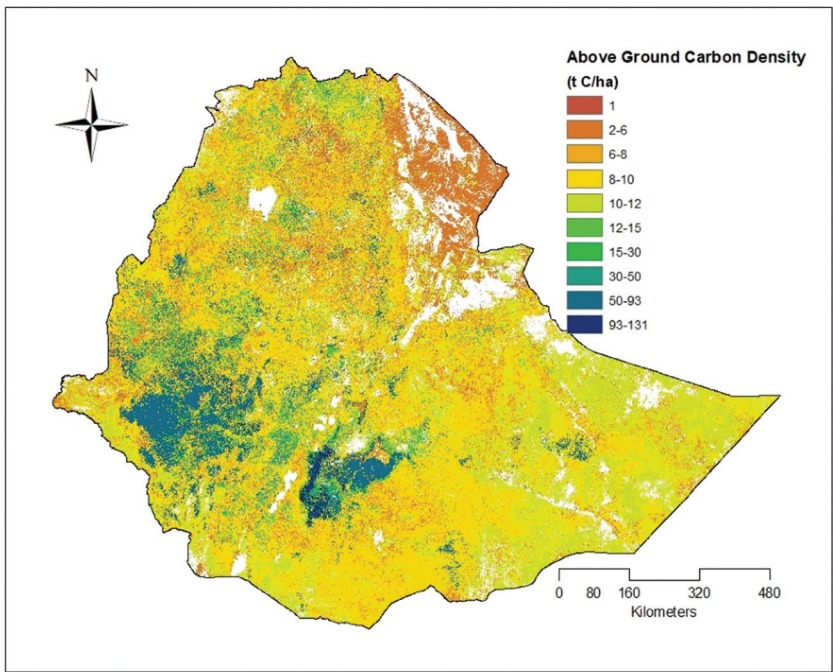 N
Above Ground Carbon Density
(t C/ha)
1
2-6
6-8
8-10
10-12
12-15
15-30
30-50
50-93
93-131
0 80 160 320 480
Kilometers